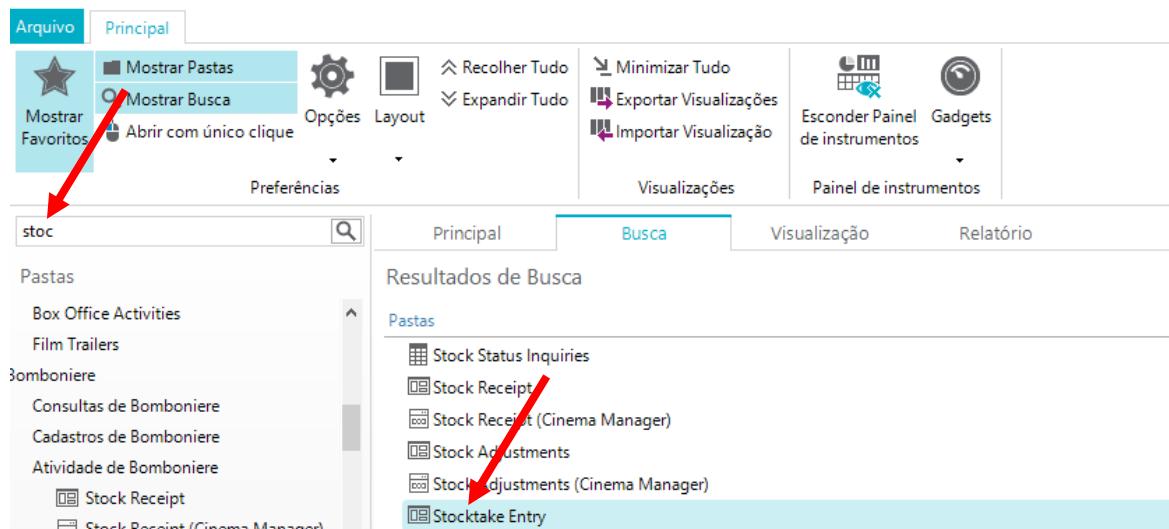 Arquivo
Principal
Mostrar Favoritos
Mostrar Pastas
Mostrar Busca
Abrir com único clique
Opções
Layout
Recolher Tudo
Expandir Tudo
Preferências
Minimizar Tudo
Exportar Visualizações
Importar Visualização
Visualizações
Esconder Painel de instrumentos
Gadgets
Painel de instrumentos
stoc
Principal
Busca
Visualização
Relatório
Pastas
Box Office Activities
Film Trailers
Bomboniere
Consultas de Bomboniere
Cadastros de Bomboniere
Atividade de Bomboniere
Stock Receipt
Stock Receipt (Cinema Manager)
Resultados de Busca
Pastas
Stock Status Inquiries
Stock Receipt
Stock Receipt (Cinema Manager)
Stock Adjustments
Stock Adjustments (Cinema Manager)
Stocktake Entry